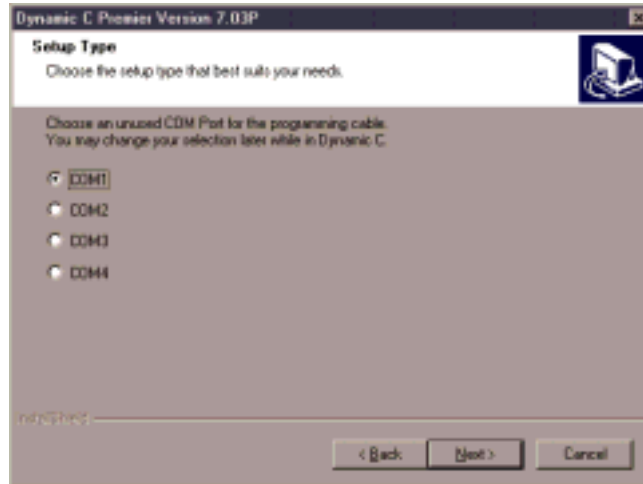 Dynamic C Premier Version 7.03P
Setup Type
Choose the setup type that best suits your needs.
Choose an unused COM Port for the programming cable.
You may change your selection later while in Dynamic C.
COM1
COM2
COM3
COM4
InstallShield
< Back
Next >
Cancel